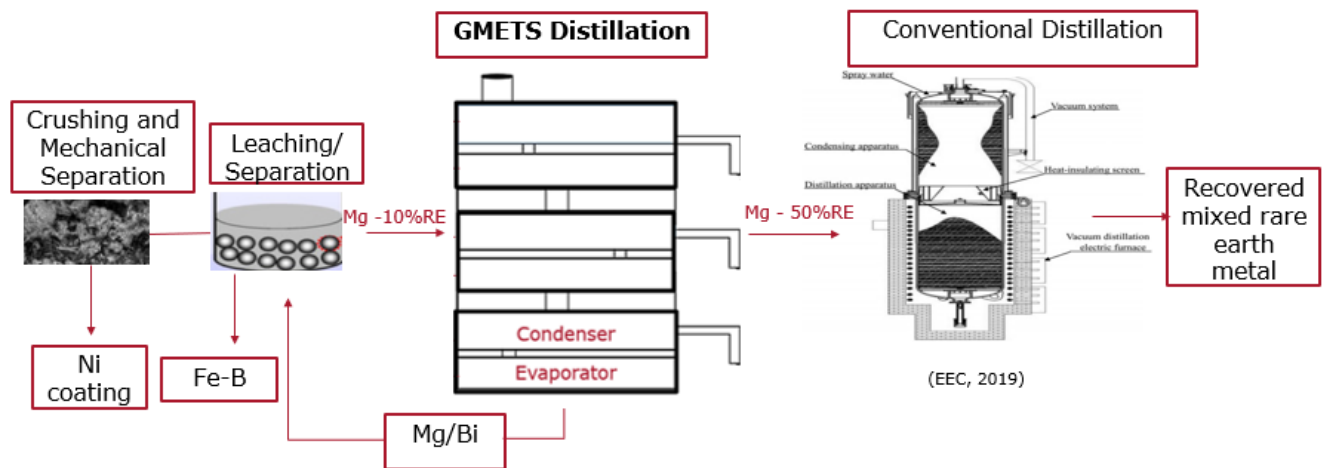 GMETS Distillation
Conventional Distillation
Crushing and
Mechanical
Separation
Leaching/
Separation
Mg -10%RE
Condenser
Evaporator
Mg - 50%RE
Spray water
Vacuum system
Condensing apparatus
Heat-insulating screen
Distillation apparatus
Vacuum distillation
electric furnace
Recovered
mixed rare
earth
metal
Ni
coating
Fe-B
Mg/Bi
(EEC, 2019)